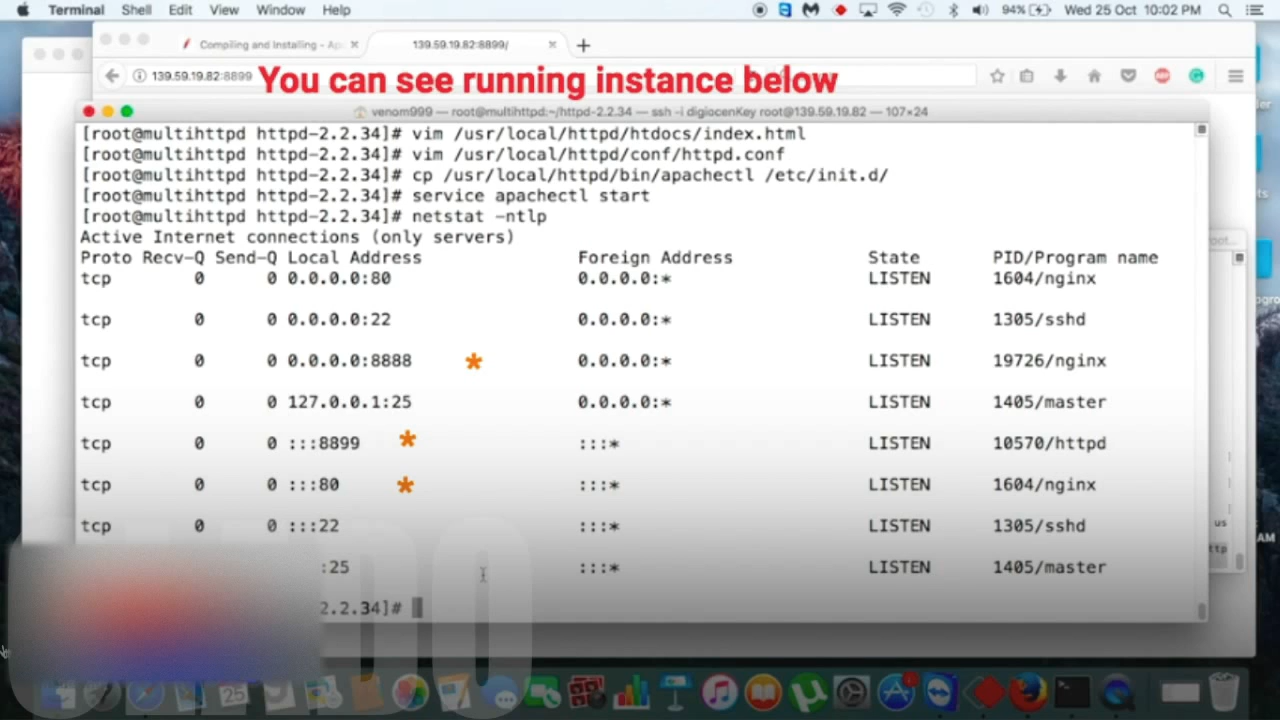 Terminal Shell Edit View Window Help 94% Wed 25 Oct 10:02 PM
Compiling and Installing - Ap 139.59.19.82:8899/
139.59.19.82:8899
You can see running instance below
venom999 — root@multihttpd:~/httpd-2.2.34 — ssh -i digiocenKey root@139.59.19.82 — 107×24
[root@multihttpd httpd-2.2.34]# vim /usr/local/httpd/htdocs/index.html
[root@multihttpd httpd-2.2.34]# vim /usr/local/httpd/conf/httpd.conf
[root@multihttpd httpd-2.2.34]# cp /usr/local/httpd/bin/apachectl /etc/init.d/
[root@multihttpd httpd-2.2.34]# service apachectl start
[root@multihttpd httpd-2.2.34]# netstat -ntlp
Active Internet connections (only servers)
Proto Recv-Q Send-Q Local Address Foreign Address State PID/Program name
tcp 0 0 0.0.0.0:80 0.0.0.0:* LISTEN 1604/nginx
tcp 0 0 0.0.0.0:22 0.0.0.0:* LISTEN 1305/sshd
tcp 0 0 0.0.0.0:8888 * 0.0.0.0:* LISTEN 19726/nginx
tcp 0 0 127.0.0.1:25 0.0.0.0:* LISTEN 1405/master
tcp 0 0 :::8899 * :::* LISTEN 10570/httpd
tcp 0 0 :::80 * :::* LISTEN 1604/nginx
tcp 0 0 :::22 :::* LISTEN 1305/sshd
:25 :::* LISTEN 1405/master
2.2.34]#